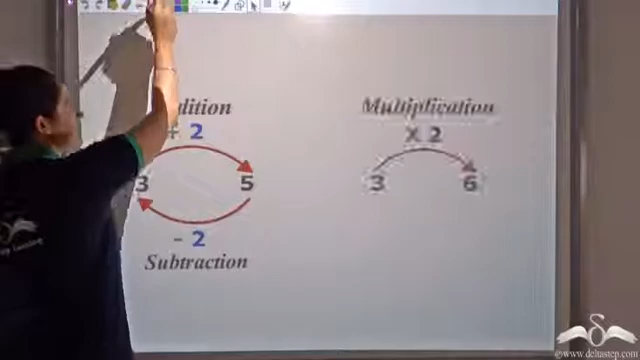 dition
+ 2
3 5
- 2
Subtraction
Multiplication
X 2
3 6
www.deltastep.com